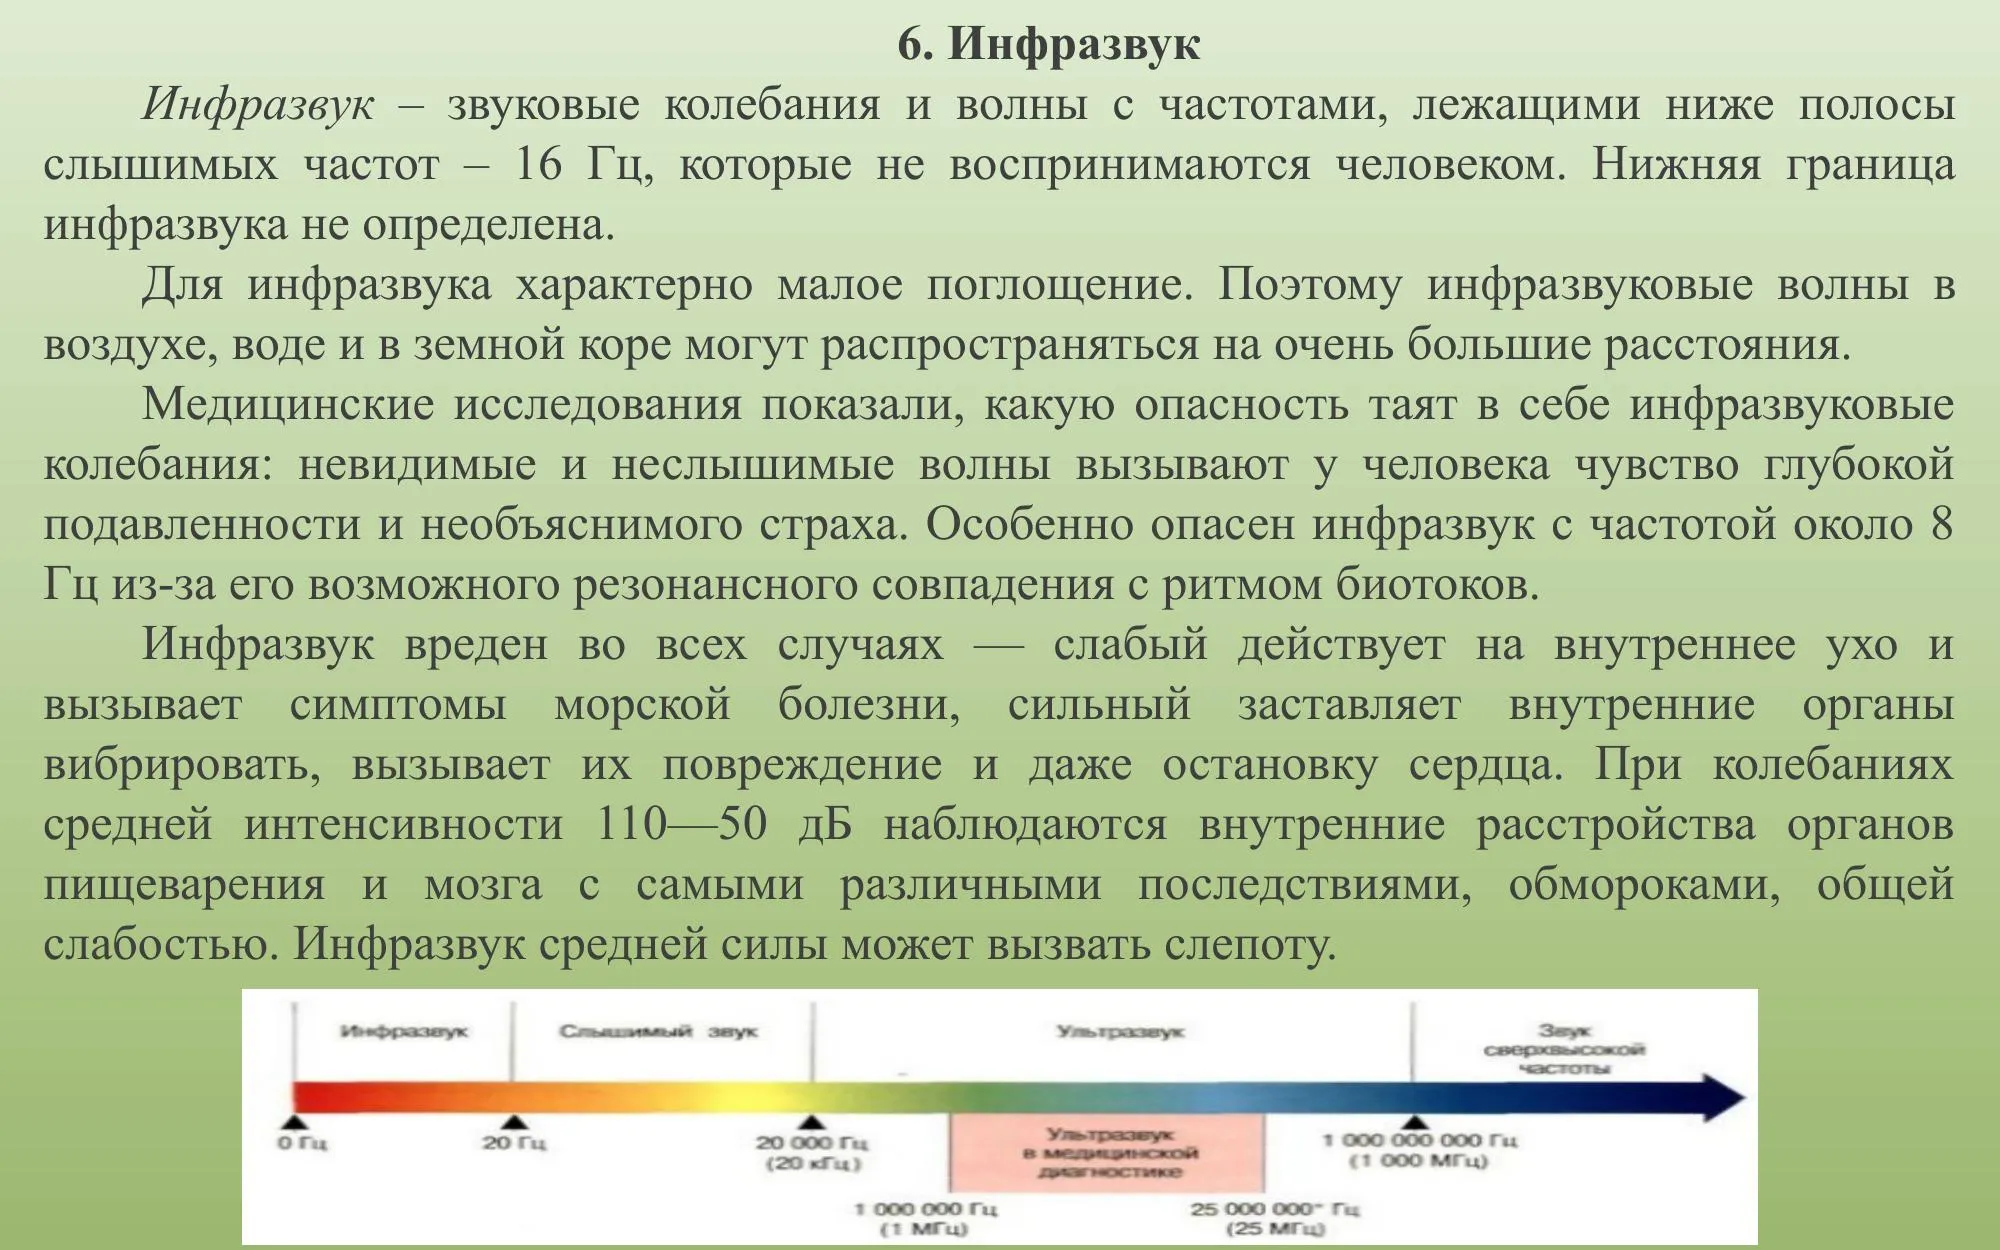 6. Инфразвук
Инфразвук – звуковые колебания и волны с частотами, лежащими ниже полосы
слышимых частот – 16 Гц, которые не воспринимаются человеком. Нижняя граница
инфразвука не определена.
Для инфразвука характерно малое поглощение. Поэтому инфразвуковые волны в
воздухе, воде и в земной коре могут распространяться на очень большие расстояния.
Медицинские исследования показали, какую опасность таят в себе инфразвуковые
колебания: невидимые и неслышимые волны вызывают у человека чувство глубокой
подавленности и необъяснимого страха. Особенно опасен инфразвук с частотой около 8
Гц из-за его возможного резонансного совпадения с ритмом биотоков.
Инфразвук вреден во всех случаях — слабый действует на внутреннее ухо и
вызывает симптомы морской болезни, сильный заставляет внутренние органы
вибрировать, вызывает их повреждение и даже остановку сердца. При колебаниях
средней интенсивности 110—50 дБ наблюдаются внутренние расстройства органов
пищеварения и мозга с самыми различными последствиями, обмороками, общей
слабостью. Инфразвук средней силы может вызвать слепоту.
Инфразвук
Слышимый звук
Ультразвук
Звук
сверхвысокой
частоты
0 Гц
20 Гц
20 000 Гц
(20 кГц)
Ультразвук
в медицинской
диагностике
1 000 000 000 Гц
(1 000 МГц)
1 000 000 Гц
(1 МГц)
25 000 000 Гц
(25 МГц)